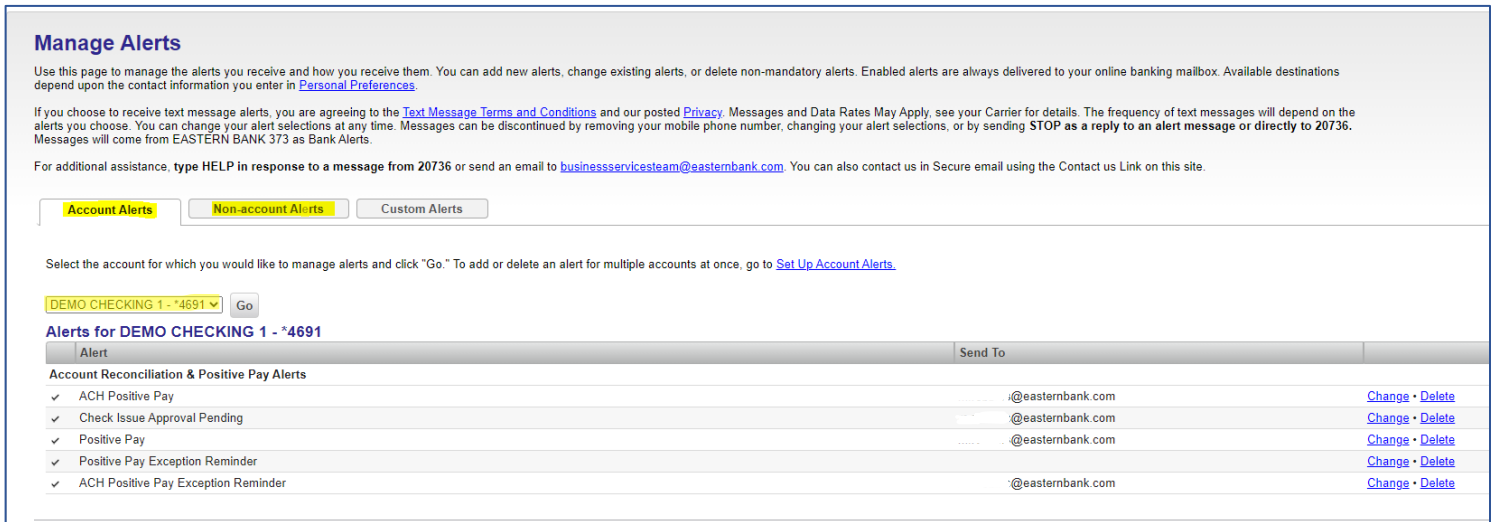 Manage Alerts
Use this page to manage the alerts you receive and how you receive them. You can add new alerts, change existing alerts, or delete non-mandatory alerts. Enabled alerts are always delivered to your online banking mailbox. Available destinations
depend upon the contact information you enter in Personal Preferences.
If you choose to receive text message alerts, you are agreeing to the Text Message Terms and Conditions and our posted Privacy. Messages and Data Rates May Apply, see your Carrier for details. The frequency of text messages will depend on the
alerts you choose. You can change your alert selections at any time. Messages can be discontinued by removing your mobile phone number, changing your alert selections, or by sending STOP as a reply to an alert message or directly to 20736.
Messages will come from EASTERN BANK 373 as Bank Alerts.
For additional assistance, type HELP in response to a message from 20736 or send an email to businessservicesteam@easternbank.com. You can also contact us in Secure email using the Contact us Link on this site.
Account Alerts Non-account Alerts Custom Alerts
Select the account for which you would like to manage alerts and click "Go." To add or delete an alert for multiple accounts at once, go to Set Up Account Alerts.
DEMO CHECKING 1 - *4691 Go
Alerts for DEMO CHECKING 1 - *4691
Alert Send To
Account Reconciliation & Positive Pay Alerts
✓ ACH Positive Pay @easternbank.com Change • Delete
✓ Check Issue Approval Pending @easternbank.com Change • Delete
✓ Positive Pay @easternbank.com Change • Delete
✓ Positive Pay Exception Reminder Change • Delete
✓ ACH Positive Pay Exception Reminder @easternbank.com Change • Delete